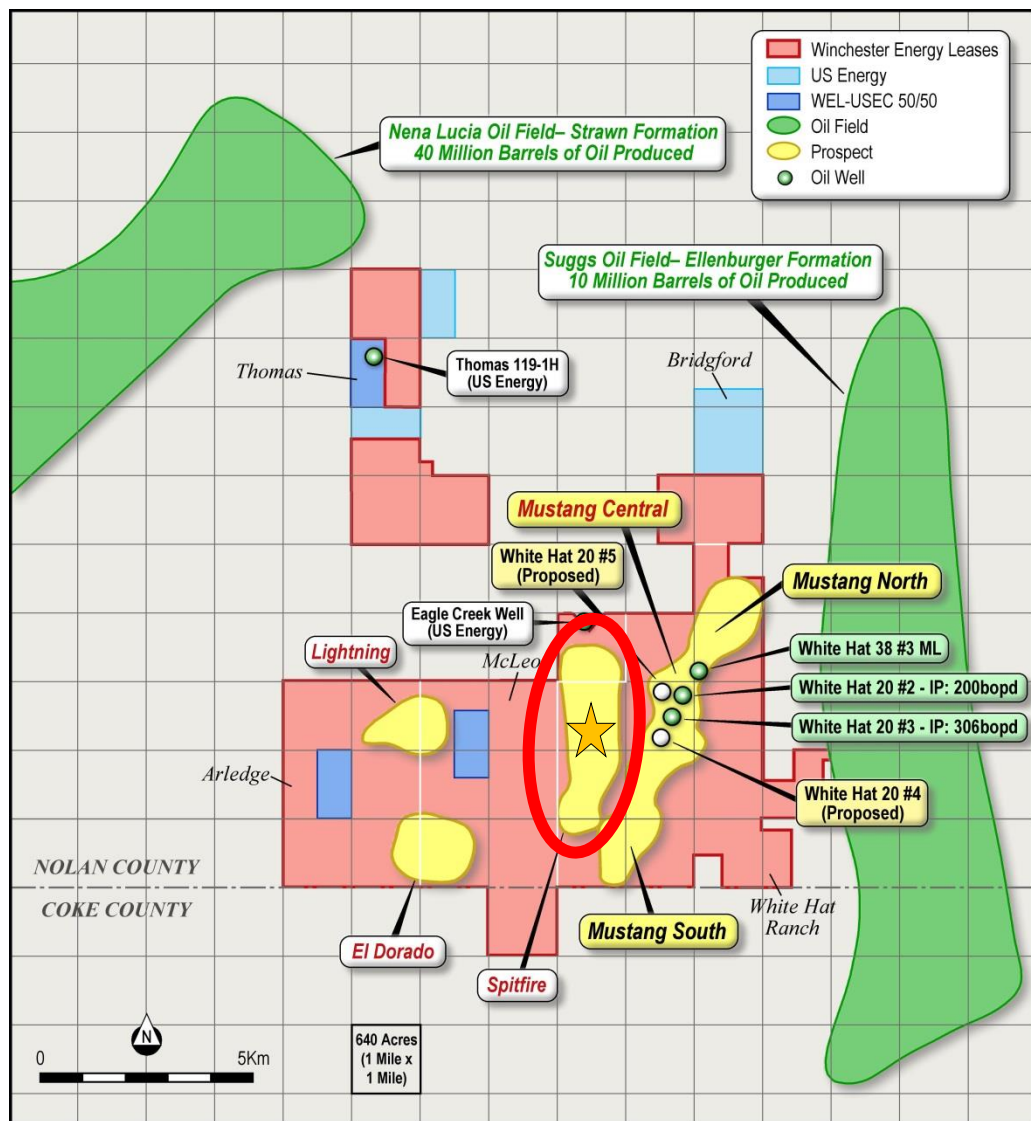 Winchester Energy Leases
US Energy
WEL-USEC 50/50
Oil Field
Prospect
Oil Well
Nena Lucia Oil Field– Strawn Formation
40 Million Barrels of Oil Produced
Suggs Oil Field– Ellenburger Formation
10 Million Barrels of Oil Produced
Thomas
Thomas 119-1H
(US Energy)
Bridgford
Mustang Central
White Hat 20 #5
(Proposed)
Mustang North
Eagle Creek Well
(US Energy)
Lightning
McLeo
White Hat 38 #3 ML
White Hat 20 #2 - IP: 200bopd
White Hat 20 #3 - IP: 306bopd
Arledge
White Hat 20 #4
(Proposed)
NOLAN COUNTY
COKE COUNTY
White Hat
Ranch
Mustang South
El Dorado
Spitfire
N
0
5Km
640 Acres
(1 Mile x
1 Mile)